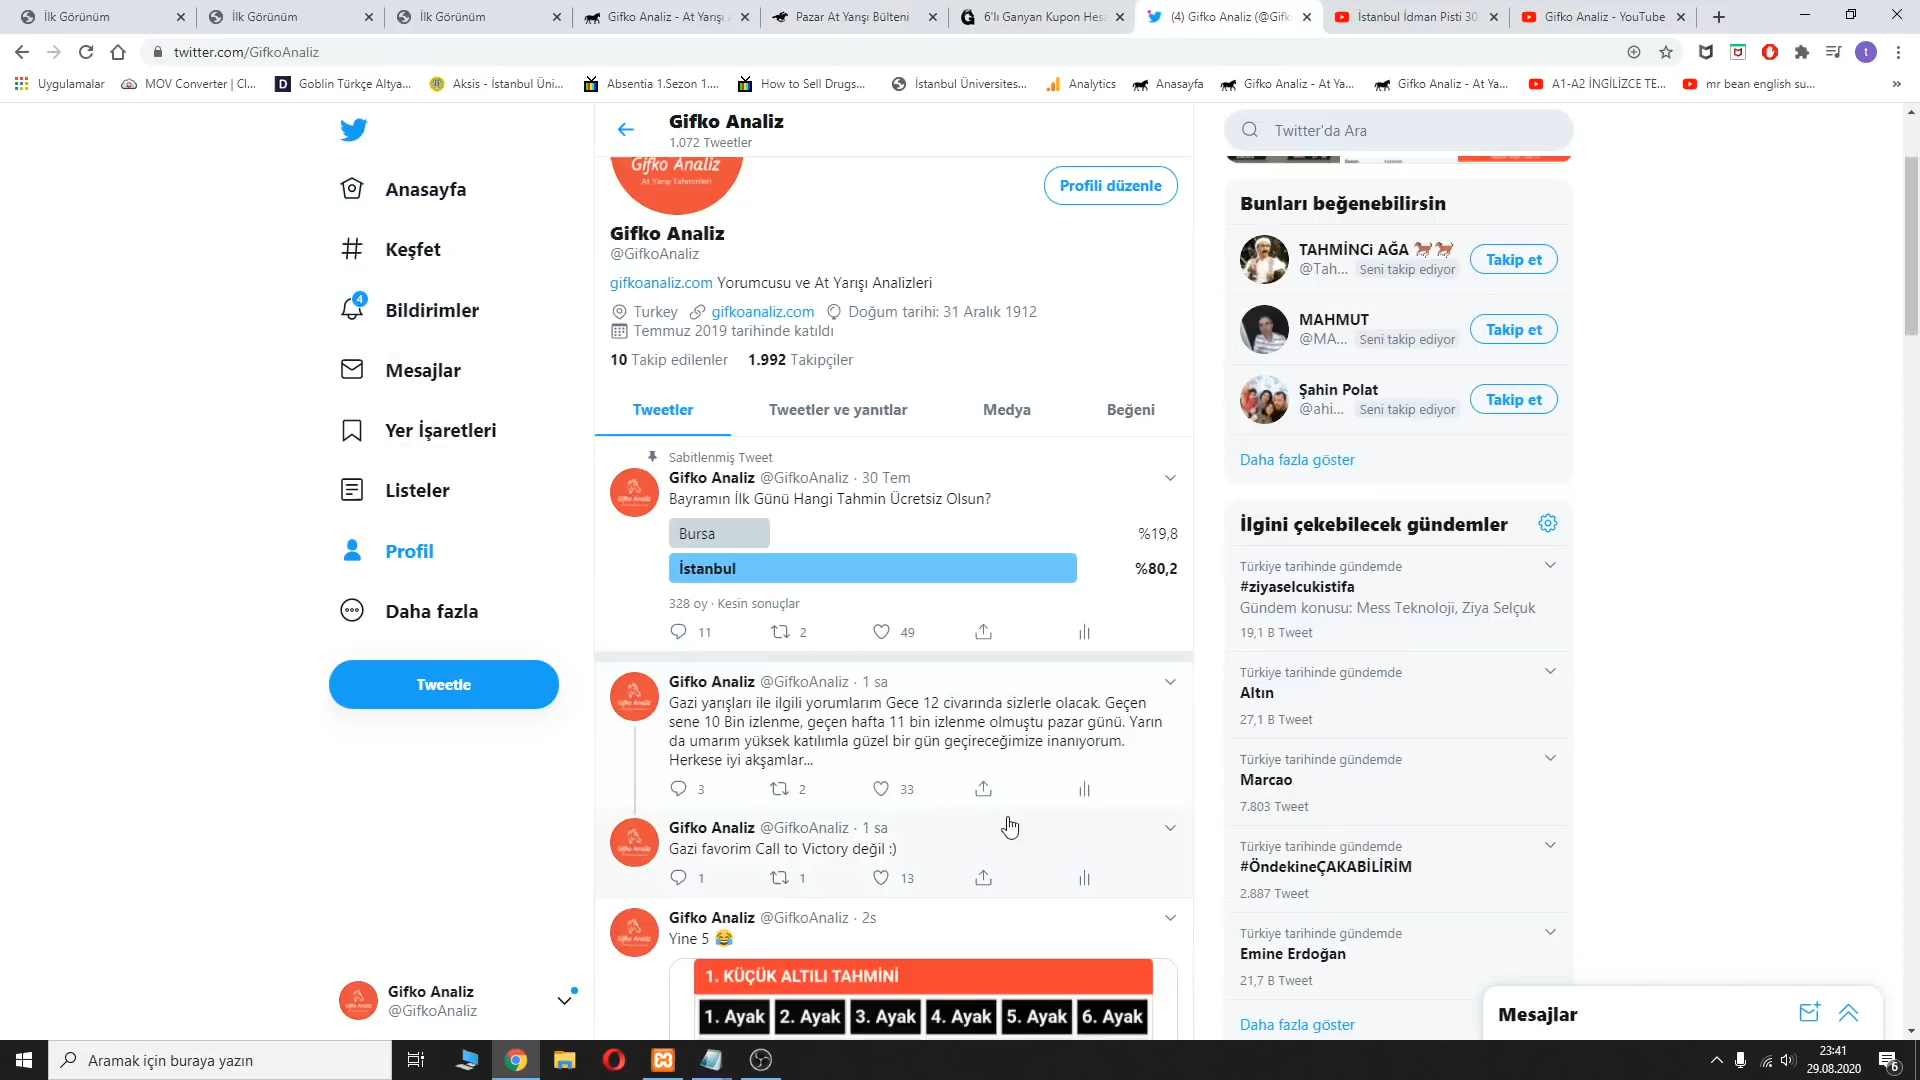 İlk Görünüm
İlk Görünüm
İlk Görünüm
Gifko Analiz - At Yarışı A
Pazar At Yarışı Bülteni
6'lı Ganyan Kupon Hesa
(4) Gifko Analiz (@Gifk
İstanbul İdman Pisti 30
Gifko Analiz - YouTube
twitter.com/GifkoAnaliz
t
Uygulamalar
MOV Converter | Cl...
Goblin Türkçe Altya...
Aksis - İstanbul Üni...
Absentia 1.Sezon 1....
How to Sell Drugs...
İstanbul Üniversites...
Analytics
Anasayfa
Gifko Analiz - At Ya...
Gifko Analiz - At Ya...
A1-A2 İNGİLİZCE TE...
mr bean english su...
»
Anasayfa
Keşfet
4
Bildirimler
Mesajlar
Yer İşaretleri
Listeler
Profil
Daha fazla
Tweetle
Gifko Analiz
@GifkoAnaliz
Gifko Analiz
1.072 Tweetler
Gifko Analiz
At Yarışı Tahminleri
Profili düzenle
Gifko Analiz
@GifkoAnaliz
gifkoanaliz.com Yorumcusu ve At Yarışı Analizleri
Turkey gifkoanaliz.com Doğum tarihi: 31 Aralık 1912
Temmuz 2019 tarihinde katıldı
10 Takip edilenler 1.992 Takipçiler
Tweetler
Tweetler ve yanıtlar
Medya
Beğeni
Sabitlenmiş Tweet
Gifko Analiz @GifkoAnaliz · 30 Tem
Bayramın İlk Günü Hangi Tahmin Ücretsiz Olsun?
Bursa %19,8
İstanbul %80,2
328 oy · Kesin sonuçlar
11 2 49
Gifko Analiz @GifkoAnaliz · 1 sa
Gazi yarışları ile ilgili yorumlarım Gece 12 civarında sizlerle olacak. Geçen
sene 10 Bin izlenme, geçen hafta 11 bin izlenme olmuştu pazar günü. Yarın
da umarım yüksek katılımla güzel bir gün geçireceğimize inanıyorum.
Herkese iyi akşamlar...
3 2 33
Gifko Analiz @GifkoAnaliz · 1 sa
Gazi favorim Call to Victory değil :)
1 1 13
Gifko Analiz @GifkoAnaliz · 2s
Yine 5 😂
1. KÜÇÜK ALTILI TAHMİNİ
1. Ayak 2. Ayak 3. Ayak 4. Ayak 5. Ayak 6. Ayak
Twitter'da Ara
Bunları beğenebilirsin
TAHMİNCİ AĞA 🐎🐎
@Tah... Seni takip ediyor
Takip et
MAHMUT
@MA... Seni takip ediyor
Takip et
Şahin Polat
@ahi... Seni takip ediyor
Takip et
Daha fazla göster
İlgini çekebilecek gündemler
Türkiye tarihinde gündemde
#ziyaselcukistifa
Gündem konusu: Mess Teknoloji, Ziya Selçuk
19,1 B Tweet
Türkiye tarihinde gündemde
Altın
27,1 B Tweet
Türkiye tarihinde gündemde
Marcao
7.803 Tweet
Türkiye tarihinde gündemde
#ÖndekineÇAKABİLİRİM
2.887 Tweet
Türkiye tarihinde gündemde
Emine Erdoğan
21,7 B Tweet
Daha fazla göster
Mesajlar
Aramak için buraya yazın
23:41
29.08.2020
6